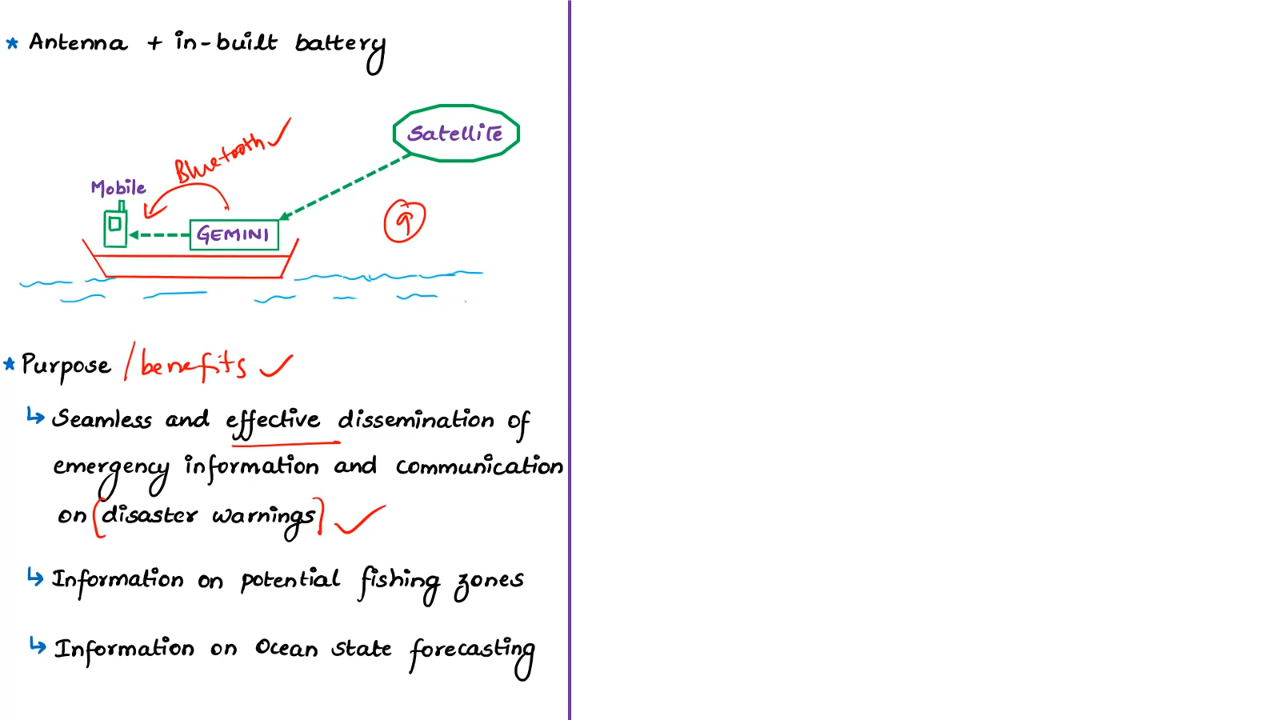 * Antenna + in-built battery
Satellite
Bluetooth
Mobile
GEMINI
* Purpose / benefits
↳ Seamless and effective dissemination of
emergency information and communication
on (disaster warnings)
↳ Information on potential fishing zones
↳ Information on Ocean state forecasting